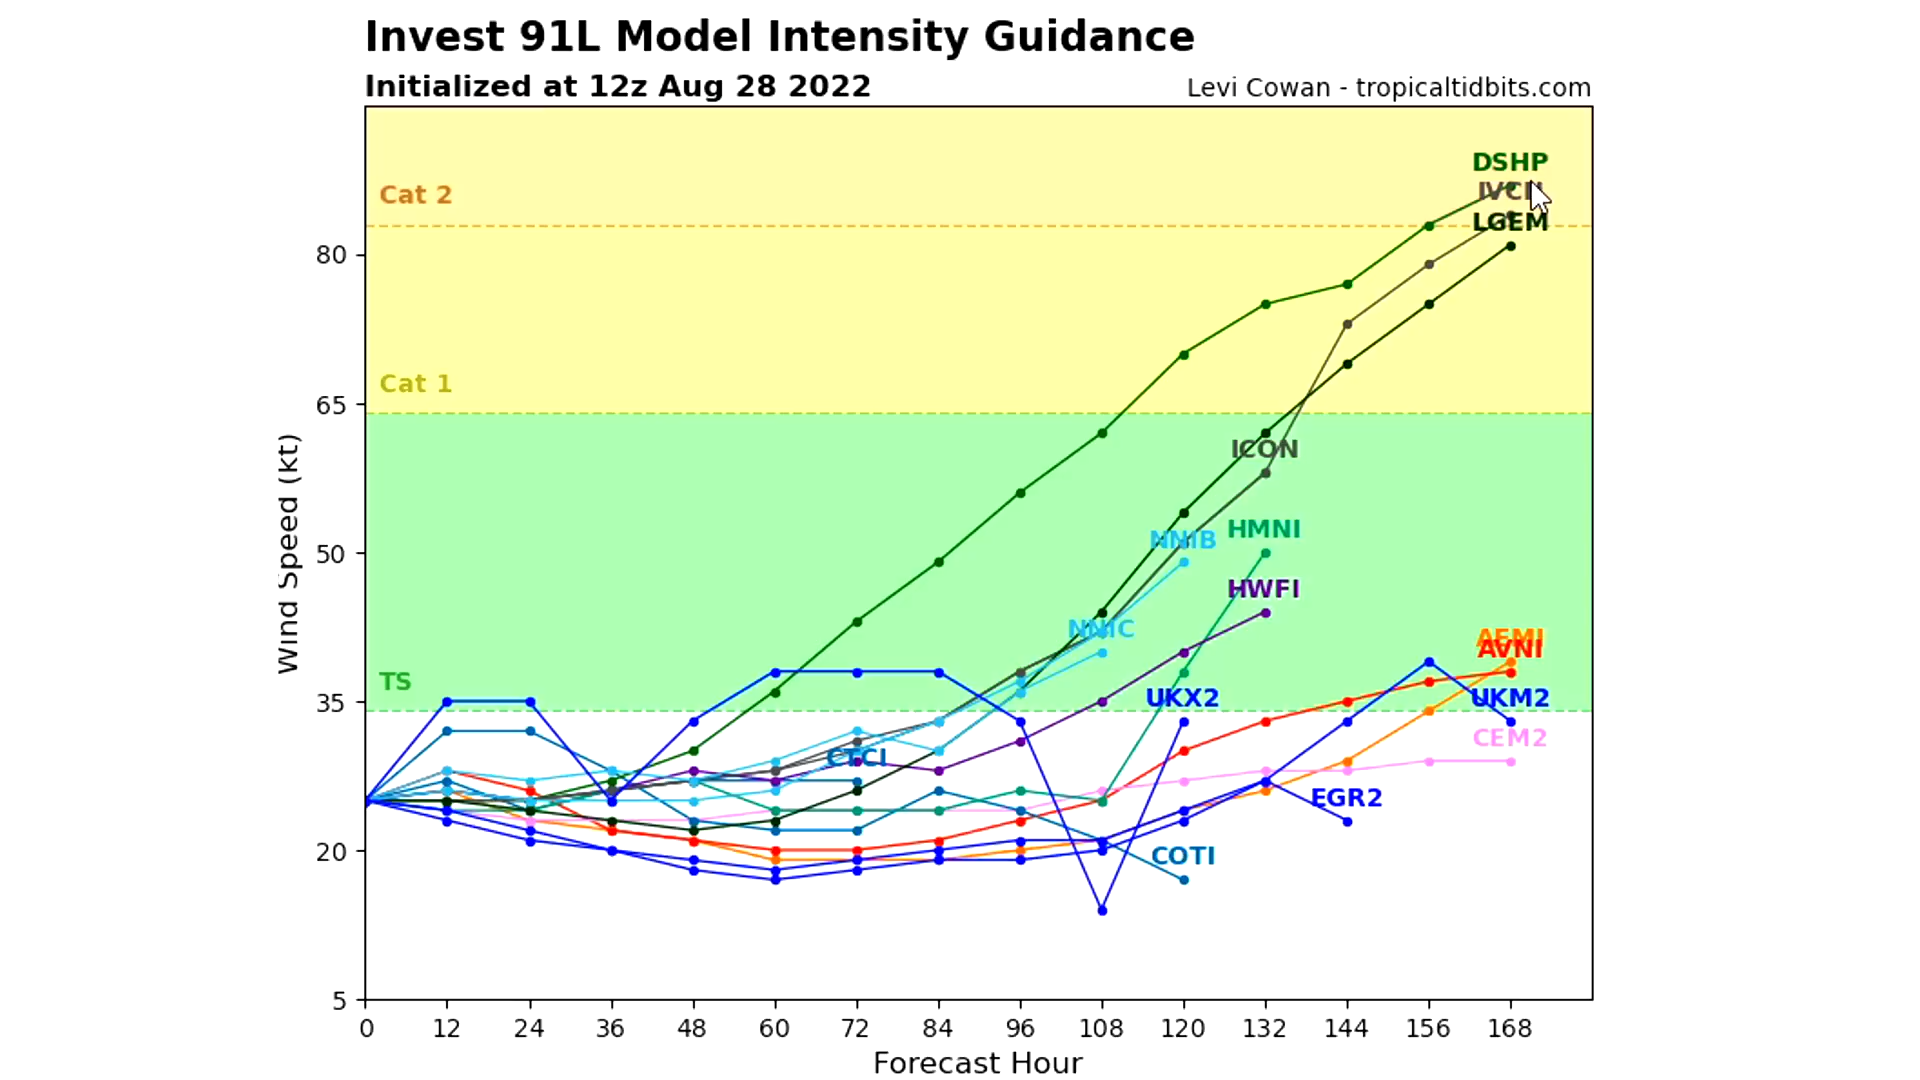 Invest 91L Model Intensity Guidance
Initialized at 12z Aug 28 2022
Levi Cowan - tropicaltidbits.com
DSHP
IVCN
LGEM
Cat 2
80
Cat 1
65
ICON
HMNI
NNIB
50
HWFI
NNIC
AEMI
AVNI
TS
UKX2
UKM2
35
CEM2
CTCI
EGR2
COTI
20
5
Wind Speed (kt)
0 12 24 36 48 60 72 84 96 108 120 132 144 156 168
Forecast Hour